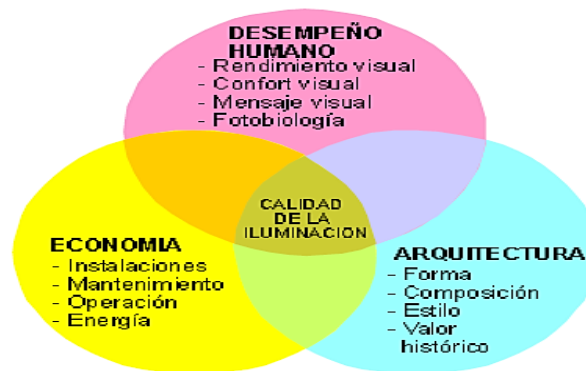 DESEMPEÑO
HUMANO
- Rendimiento visual
- Confort visual
- Mensaje visual
- Fotobiología
CALIDAD
DE LA
ILUMINACION
ECONOMIA
- Instalaciones
- Mantenimiento
- Operación
- Energía
ARQUITECTURA
- Forma
- Composición
- Estilo
- Valor
histórico